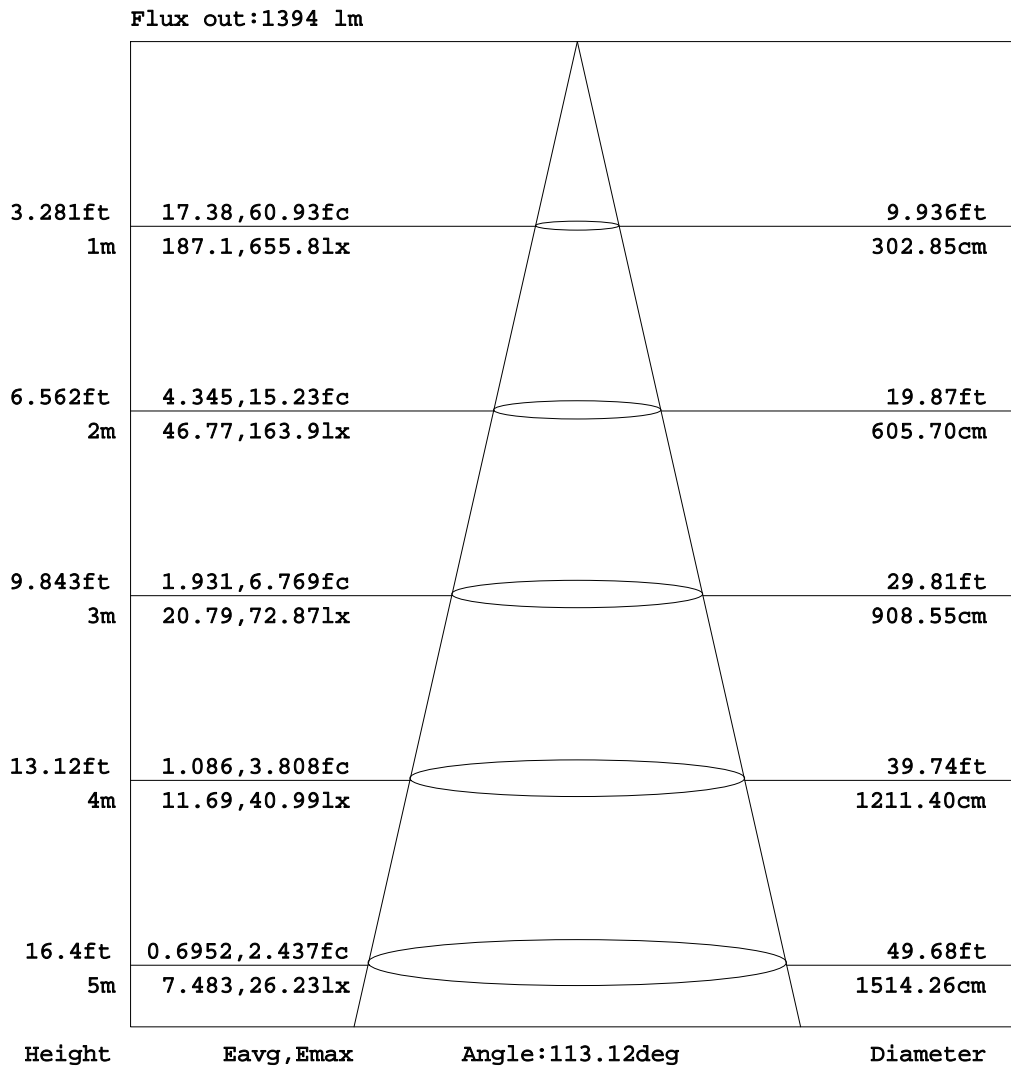 Flux out:1394 lm
3.281ft 17.38,60.93fc 9.936ft
1m 187.1,655.8lx 302.85cm
6.562ft 4.345,15.23fc 19.87ft
2m 46.77,163.9lx 605.70cm
9.843ft 1.931,6.769fc 29.81ft
3m 20.79,72.87lx 908.55cm
13.12ft 1.086,3.808fc 39.74ft
4m 11.69,40.99lx 1211.40cm
16.4ft 0.6952,2.437fc 49.68ft
5m 7.483,26.23lx 1514.26cm
Height Eavg,Emax Angle:113.12deg Diameter